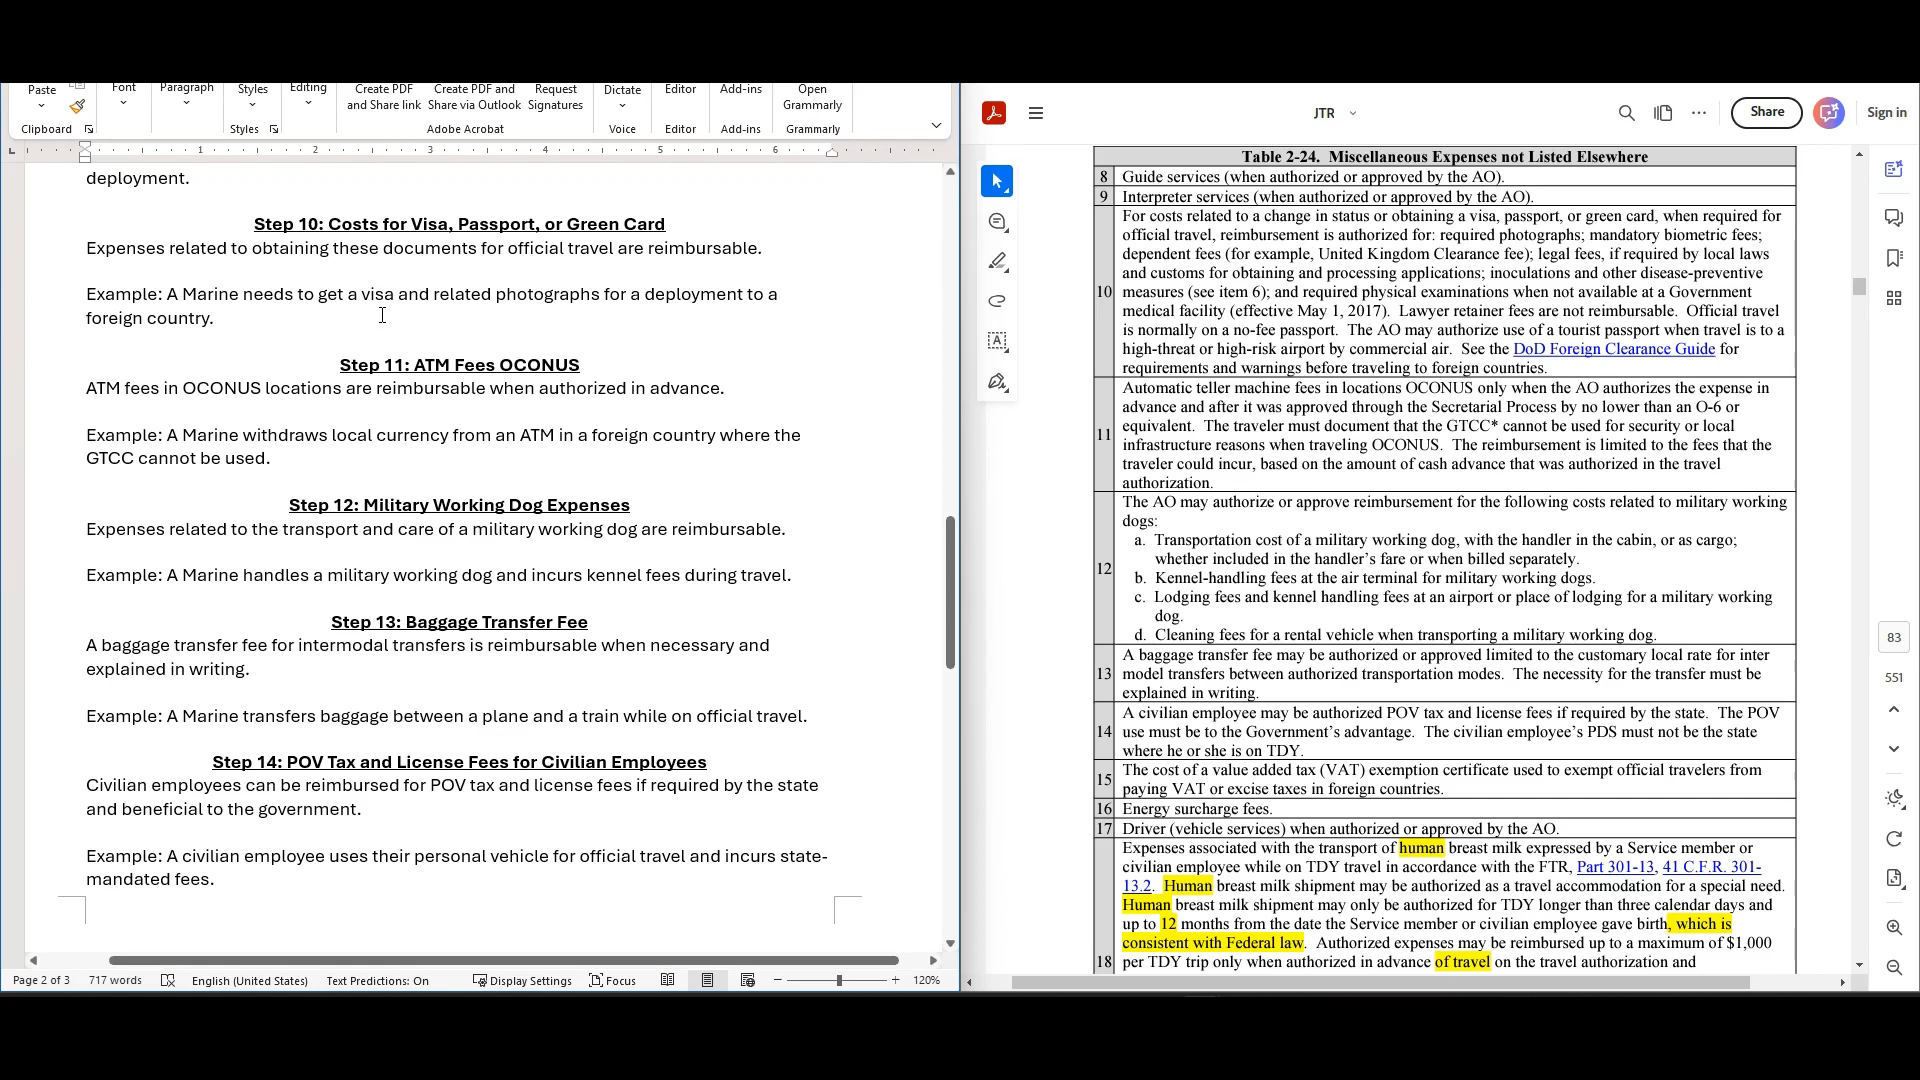 Paste
Font
Paragraph
Styles
Editing
Create PDF
and Share link
Create PDF and
Share via Outlook
Request
Signatures
Dictate
Editor
Add-ins
Open
Grammarly
Clipboard
Styles
Adobe Acrobat
Voice
Editor
Add-ins
Grammarly
1 2 3 4 5 6
deployment.
Step 10: Costs for Visa, Passport, or Green Card
Expenses related to obtaining these documents for official travel are reimbursable.
Example: A Marine needs to get a visa and related photographs for a deployment to a
foreign country.
Step 11: ATM Fees OCONUS
ATM fees in OCONUS locations are reimbursable when authorized in advance.
Example: A Marine withdraws local currency from an ATM in a foreign country where the
GTCC cannot be used.
Step 12: Military Working Dog Expenses
Expenses related to the transport and care of a military working dog are reimbursable.
Example: A Marine handles a military working dog and incurs kennel fees during travel.
Step 13: Baggage Transfer Fee
A baggage transfer fee for intermodal transfers is reimbursable when necessary and
explained in writing.
Example: A Marine transfers baggage between a plane and a train while on official travel.
Step 14: POV Tax and License Fees for Civilian Employees
Civilian employees can be reimbursed for POV tax and license fees if required by the state
and beneficial to the government.
Example: A civilian employee uses their personal vehicle for official travel and incurs state-
mandated fees.
Page 2 of 3
717 words
English (United States)
Text Predictions: On
Display Settings
Focus
120%
JTR
Share
Sign in
Table 2-24. Miscellaneous Expenses not Listed Elsewhere
8 Guide services (when authorized or approved by the AO).
9 Interpreter services (when authorized or approved by the AO).
For costs related to a change in status or obtaining a visa, passport, or green card, when required for
official travel, reimbursement is authorized for: required photographs; mandatory biometric fees;
dependent fees (for example, United Kingdom Clearance fee); legal fees, if required by local laws
and customs for obtaining and processing applications; inoculations and other disease-preventive
10 measures (see item 6); and required physical examinations when not available at a Government
medical facility (effective May 1, 2017). Lawyer retainer fees are not reimbursable. Official travel
is normally on a no-fee passport. The AO may authorize use of a tourist passport when travel is to a
high-threat or high-risk airport by commercial air. See the DoD Foreign Clearance Guide for
requirements and warnings before traveling to foreign countries.
Automatic teller machine fees in locations OCONUS only when the AO authorizes the expense in
advance and after it was approved through the Secretarial Process by no lower than an O-6 or
equivalent. The traveler must document that the GTCC* cannot be used for security or local
11 infrastructure reasons when traveling OCONUS. The reimbursement is limited to the fees that the
traveler could incur, based on the amount of cash advance that was authorized in the travel
authorization.
The AO may authorize or approve reimbursement for the following costs related to military working
dogs:
a. Transportation cost of a military working dog, with the handler in the cabin, or as cargo;
whether included in the handler's fare or when billed separately.
12 b. Kennel-handling fees at the air terminal for military working dogs.
c. Lodging fees and kennel handling fees at an airport or place of lodging for a military working
dog.
d. Cleaning fees for a rental vehicle when transporting a military working dog.
A baggage transfer fee may be authorized or approved limited to the customary local rate for inter
13 model transfers between authorized transportation modes. The necessity for the transfer must be
explained in writing.
A civilian employee may be authorized POV tax and license fees if required by the state. The POV
14 use must be to the Government's advantage. The civilian employee's PDS must not be the state
where he or she is on TDY.
15 The cost of a value added tax (VAT) exemption certificate used to exempt official travelers from
paying VAT or excise taxes in foreign countries.
16 Energy surcharge fees.
17 Driver (vehicle services) when authorized or approved by the AO.
Expenses associated with the transport of human breast milk expressed by a Service member or
civilian employee while on TDY travel in accordance with the FTR, Part 301-13, 41 C.F.R. 301-
13.2. Human breast milk shipment may be authorized as a travel accommodation for a special need.
Human breast milk shipment may only be authorized for TDY longer than three calendar days and
up to 12 months from the date the Service member or civilian employee gave birth, which is
consistent with Federal law. Authorized expenses may be reimbursed up to a maximum of $1,000
18 per TDY trip only when authorized in advance of travel on the travel authorization and
83
551